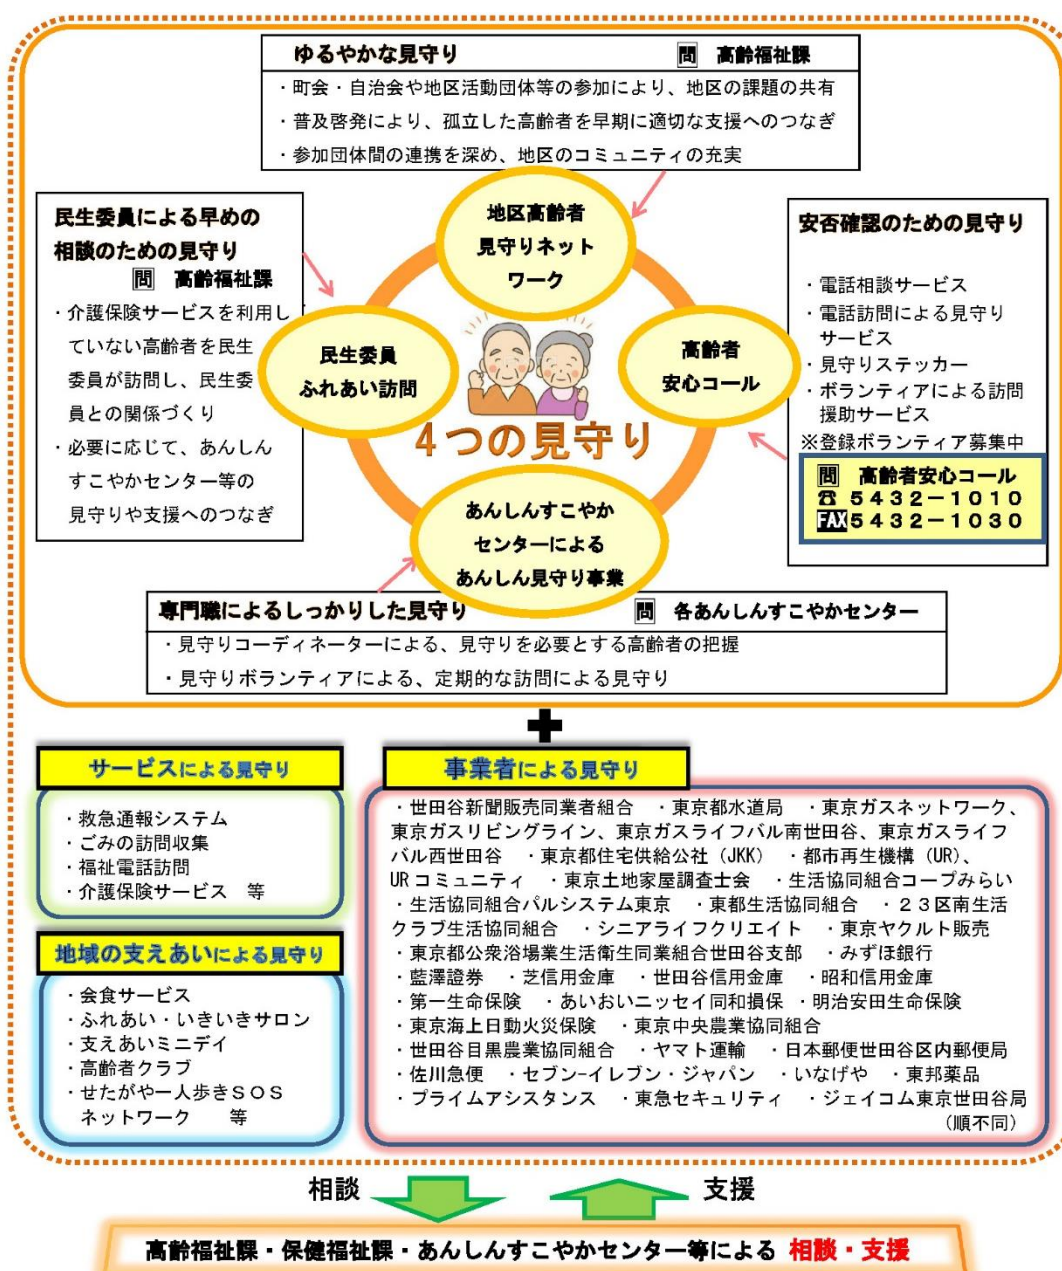 ゆるやかな見守り 問 高齢福祉課
・町会・自治会や地区活動団体等の参加により、地区の課題の共有
・普及啓発により、孤立した高齢者を早期に適切な支援へのつなぎ
・参加団体間の連携を深め、地区のコミュニティの充実
民生委員による早めの
相談のための見守り
問 高齢福祉課
・介護保険サービスを利用し
ていない高齢者を民生
委員が訪問し、民生委
員との関係づくり
・必要に応じて、あんしん
すこやかセンター等の
見守りや支援へのつなぎ
地区高齢者
見守りネット
ワーク
民生委員
ふれあい訪問
高齢者
安心コール
4つの見守り
あんしんすこやか
センターによる
あんしん見守り事業
安否確認のための見守り
・電話相談サービス
・電話訪問による見守り
サービス
・見守りステッカー
・ボランティアによる訪問
援助サービス
※登録ボランティア募集中
問 高齢者安心コール
☎5432-1010
FAX5432-1030
専門職によるしっかりした見守り 問 各あんしんすこやかセンター
・見守りコーディネーターによる、見守りを必要とする高齢者の把握
・見守りボランティアによる、定期的な訪問による見守り
サービスによる見守り
・救急通報システム
・ごみの訪問収集
・福祉電話訪問
・介護保険サービス 等
地域の支えあいによる見守り
・会食サービス
・ふれあい・いきいきサロン
・支えあいミニデイ
・高齢者クラブ
・せたがや一人歩きSOS
ネットワーク 等
事業者による見守り
・世田谷新聞販売同業者組合 ・東京都水道局 ・東京ガスネットワーク、
東京ガスリビングライン、東京ガスライフバル南世田谷、東京ガスライフ
バル西世田谷 ・東京都住宅供給公社(JKK) ・都市再生機構(UR)、
URコミュニティ ・東京土地家屋調査士会 ・生活協同組合コープみらい
・生活協同組合パルシステム東京 ・東都生活協同組合 ・23区南生活
クラブ生活協同組合 ・シニアライフクリエイト ・東京ヤクルト販売
・東京都公衆浴場業生活衛生同業組合世田谷支部 ・みずほ銀行
・藍澤證券 ・芝信用金庫 ・世田谷信用金庫 ・昭和信用金庫
・第一生命保険 ・あいおいニッセイ同和損保 ・明治安田生命保険
・東京海上日動火災保険 ・東京中央農業協同組合
・世田谷目黒農業協同組合 ・ヤマト運輸 ・日本郵便世田谷区内郵便局
・佐川急便 ・セブン-イレブン・ジャパン ・いなげや ・東邦薬品
・プライムアシスタンス ・東急セキュリティ ・ジェイコム東京世田谷局
(順不同)
相談 支援
高齢福祉課・保健福祉課・あんしんすこやかセンター等による 相談・支援